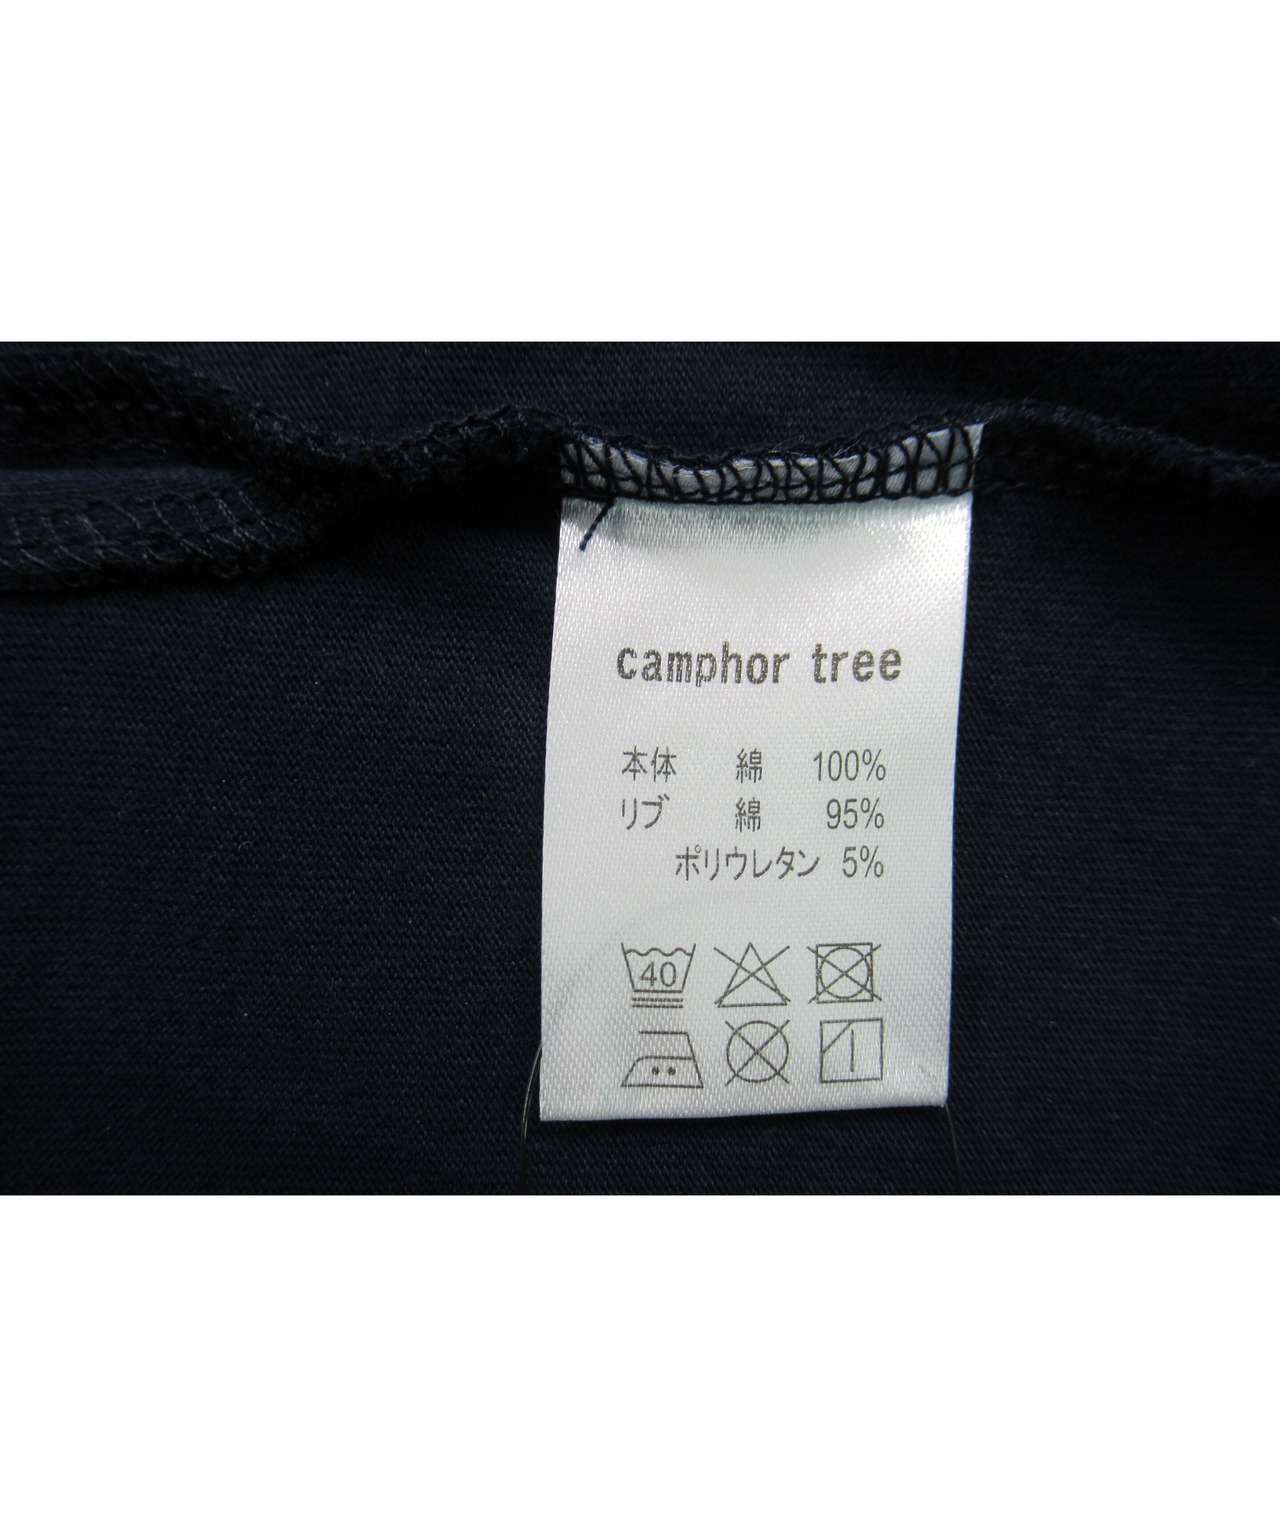 camphor tree
本体 綿 100%
リブ 綿 95%
ポリウレタン 5%
40